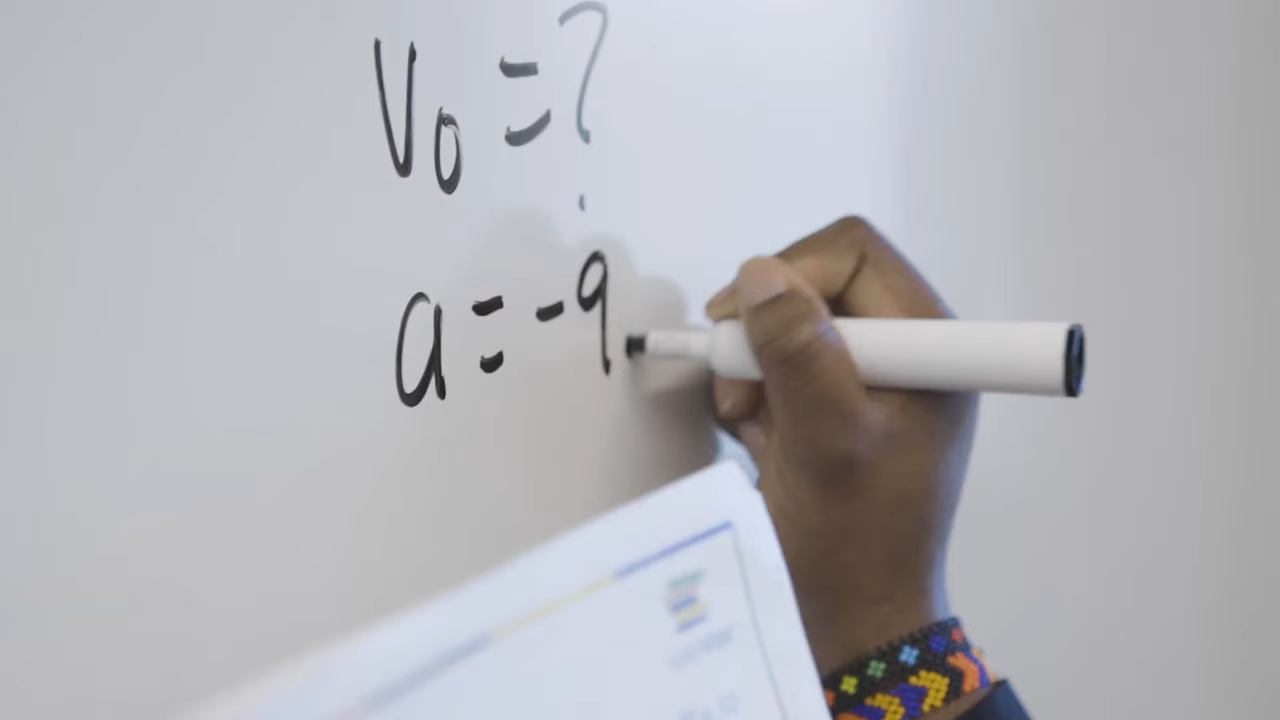 V₀ = ?
a = -9